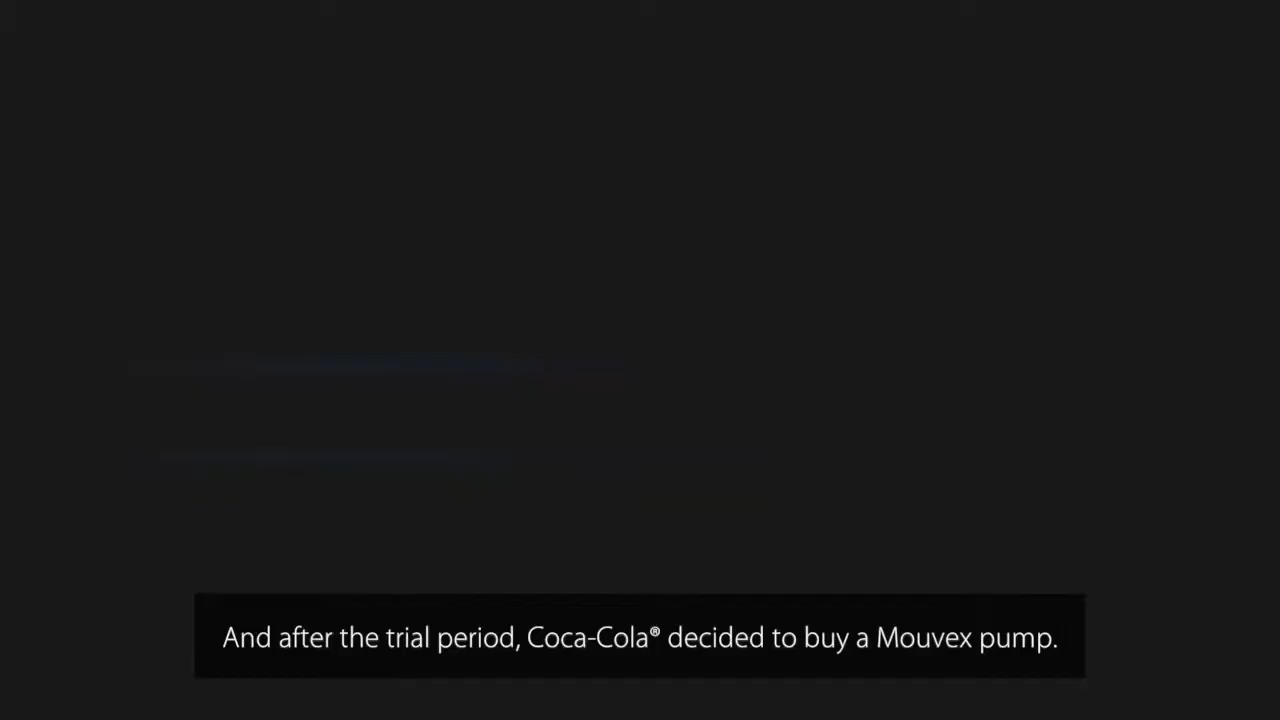 And after the trial period, Coca-Cola® decided to buy a Mouvex pump.